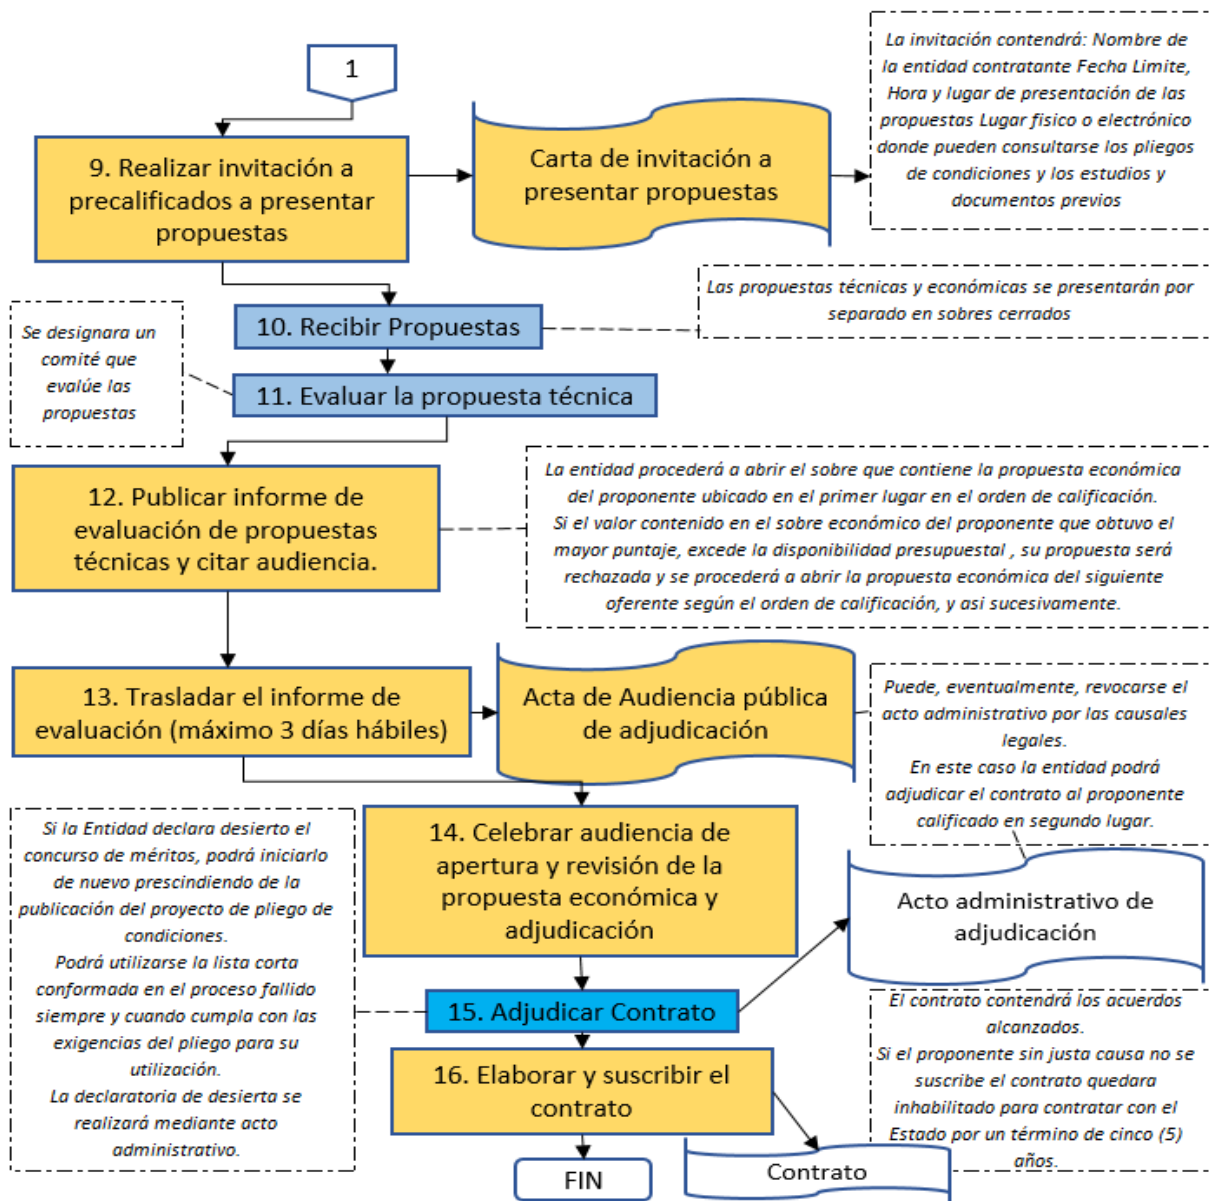 1
La invitación contendrá: Nombre de
la entidad contratante Fecha Limite,
Hora y lugar de presentación de las
propuestas Lugar fisico o electrónico
donde pueden consultarse los pliegos
de condiciones y los estudios y
documentos previos
9. Realizar invitación a
precalificados a presentar
propuestas
Carta de invitación a
presentar propuestas
Las propuestas técnicas y económicas se presentarán por
separado en sobres cerrados
10. Recibir Propuestas
Se designara un
comité que
evalúe las
propuestas
11. Evaluar la propuesta técnica
12. Publicar informe de
evaluación de propuestas
técnicas y citar audiencia.
La entidad procederá a abrir el sobre que contiene la propuesta económica
del proponente ubicado en el primer lugar en el orden de calificación.
Si el valor contenido en el sobre económico del proponente que obtuvo el
mayor puntaje, excede la disponibilidad presupuestal , su propuesta será
rechazada y se procederá a abrir la propuesta económica del siguiente
oferente según el orden de calificación, y asi sucesivamente.
13. Trasladar el informe de
evaluación (máximo 3 días hábiles)
Acta de Audiencia pública
de adjudicación
Puede, eventualmente, revocarse el
acto administrativo por las causales
legales.
En este caso la entidad podrá
adjudicar el contrato al proponente
calificado en segundo lugar.
14. Celebrar audiencia de
apertura y revisión de la
propuesta económica y
adjudicación
Si la Entidad declara desierto el
concurso de méritos, podrá iniciarlo
de nuevo prescindiendo de la
publicación del proyecto de pliego de
condiciones.
Podrá utilizarse la lista corta
conformada en el proceso fallido
siempre y cuando cumpla con las
exigencias del pliego para su
utilización.
La declaratoria de desierta se
realizará mediante acto
administrativo.
Acto administrativo de
adjudicación
15. Adjudicar Contrato
El contrato contendrá los acuerdos
alcanzados.
Si el proponente sin justa causa no se
suscribe el contrato quedara
inhabilitado para contratar con el
Estado por un término de cinco (5)
años.
16. Elaborar y suscribir el
contrato
Contrato
FIN